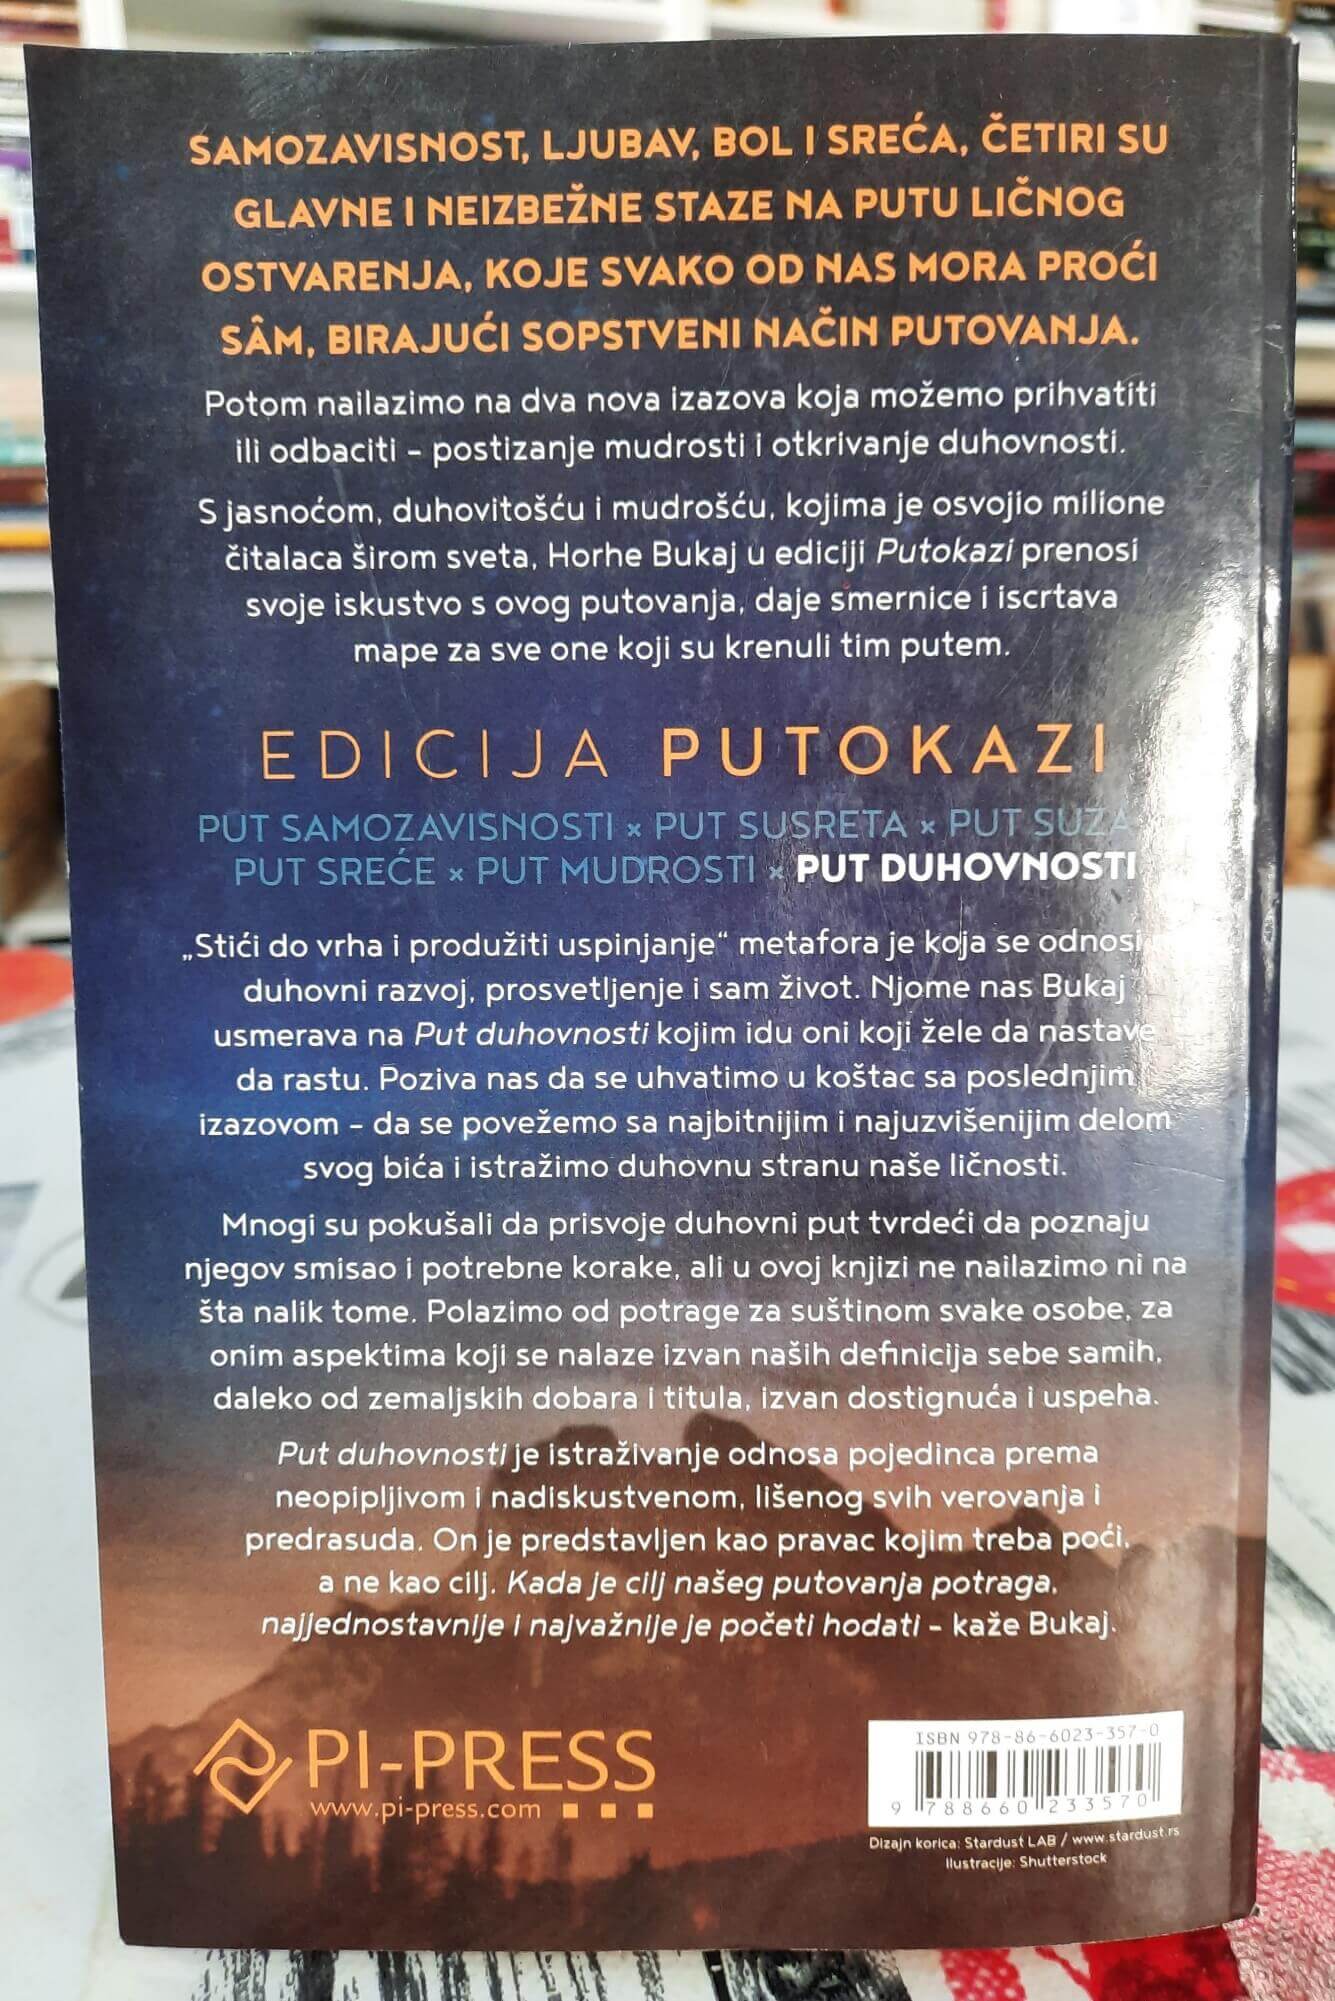 SAMOZAVISNOST, LJUBAV, BOL I SREĆA, ČETIRI SU
GLAVNE I NEIZBEŽNE STAZE NA PUTU LIČNOG
OSTVARENJA, KOJE SVAKO OD NAS MORA PROĆI
SÂM, BIRAJUĆI SOPSTVENI NAČIN PUTOVANJA.
Potom nailazimo na dva nova izazova koja možemo prihvatiti
ili odbaciti – postizanje mudrosti i otkrivanje duhovnosti.
S jasnoćom, duhovitošću i mudrošću, kojima je osvojio milione
čitalaca širom sveta, Horhe Bukaj u ediciji Putokazi prenosi
svoje iskustvo s ovog putovanja, daje smernice i iscrtava
mape za sve one koji su krenuli tim putem.
EDICIJA PUTOKAZI
PUT SAMOZAVISNOSTI × PUT SUSRETA × PUT SUZA
PUT SREĆE × PUT MUDROSTI × PUT DUHOVNOSTI
„Stići do vrha i produžiti uspinjanje“ metafora je koja se odnosi
duhovni razvoj, prosvetljenje i sam život. Njome nas Bukaj
usmerava na Put duhovnosti kojim idu oni koji žele da nastave
da rastu. Poziva nas da se uhvatimo u koštac sa poslednjim
izazovom – da se povežemo sa najbitnijim i najuzvišenijim delom
svog bića i istražimo duhovnu stranu naše ličnosti.
Mnogi su pokušali da prisvoje duhovni put tvrdeći da poznaju
njegov smisao i potrebne korake, ali u ovoj knjizi ne nailazimo ni na
šta nalik tome. Polazimo od potrage za suštinom svake osobe, za
onim aspektima koji se nalaze izvan naših definicija sebe samih,
daleko od zemaljskih dobara i titula, izvan dostignuća i uspeha.
Put duhovnosti je istraživanje odnosa pojedinca prema
neopipljivom i nadiskustvenom, lišenog svih verovanja i
predrasuda. On je predstavljen kao pravac kojim treba poći,
a ne kao cilj. Kada je cilj našeg putovanja potraga,
najjednostavnije i najvažnije je početi hodati – kaže Bukaj.
PI-PRESS
www.pi-press.com
ISBN 978-86-6023-357-0
9 788660 233570
Dizajn korica: Stardust LAB / www.stardust.rs
Ilustracije: Shutterstock